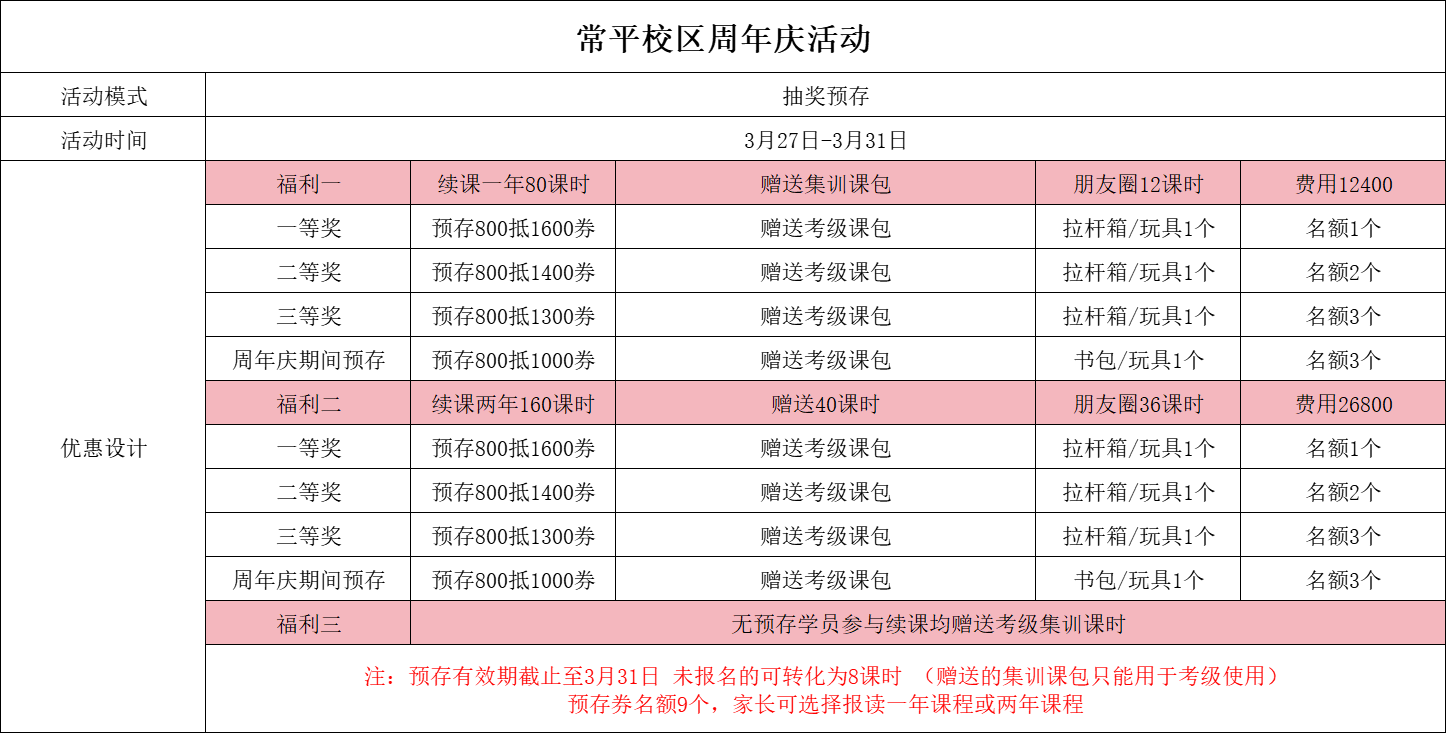 常平校区周年庆活动
活动模式 抽奖预存
活动时间 3月27日-3月31日
优惠设计
福利一 续课一年80课时 赠送集训课包 朋友圈12课时 费用12400
一等奖 预存800抵1600券 赠送考级课包 拉杆箱/玩具1个 名额1个
二等奖 预存800抵1400券 赠送考级课包 拉杆箱/玩具1个 名额2个
三等奖 预存800抵1300券 赠送考级课包 拉杆箱/玩具1个 名额3个
周年庆期间预存 预存800抵1000券 赠送考级课包 书包/玩具1个 名额3个
福利二 续课两年160课时 赠送40课时 朋友圈36课时 费用26800
一等奖 预存800抵1600券 赠送考级课包 拉杆箱/玩具1个 名额1个
二等奖 预存800抵1400券 赠送考级课包 拉杆箱/玩具1个 名额2个
三等奖 预存800抵1300券 赠送考级课包 拉杆箱/玩具1个 名额3个
周年庆期间预存 预存800抵1000券 赠送考级课包 书包/玩具1个 名额3个
福利三 无预存学员参与续课均赠送考级集训课时
注：预存有效期截止至3月31日 未报名的可转化为8课时 （赠送的集训课包只能用于考级使用）
预存券名额9个，家长可选择报读一年课程或两年课程